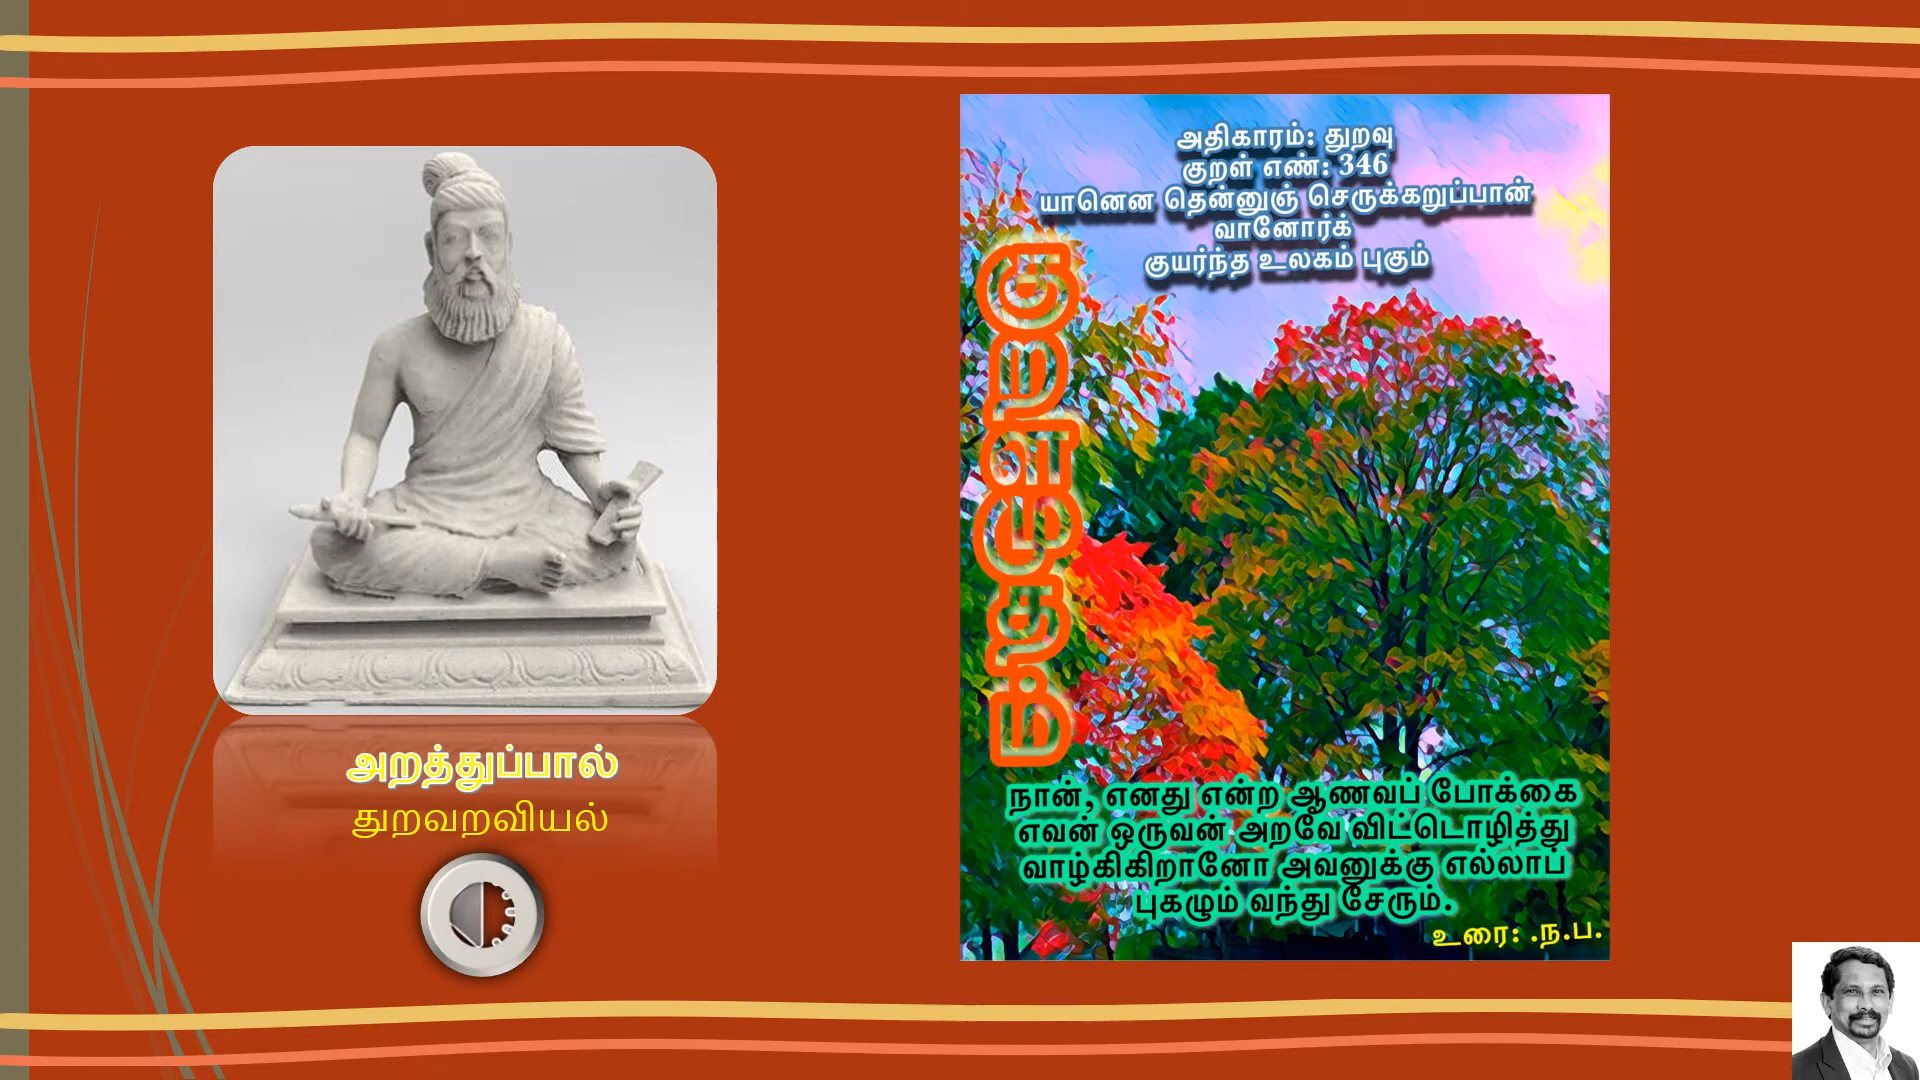 அறத்துப்பால்
துறவறவியல்
அதிகாரம்: துறவு
குறள் எண்: 346
யானென தென்னுஞ் செருக்கறுப்பான்
வானோர்க்
குயர்ந்த உலகம் புகும்
நான், எனது என்ற ஆணவப் போக்கை
எவன் ஒருவன் அறவே விட்டொழித்து
வாழ்கிகிறானோ அவனுக்கு எல்லாப்
புகழும் வந்து சேரும்.
உரை: .ந.ப.